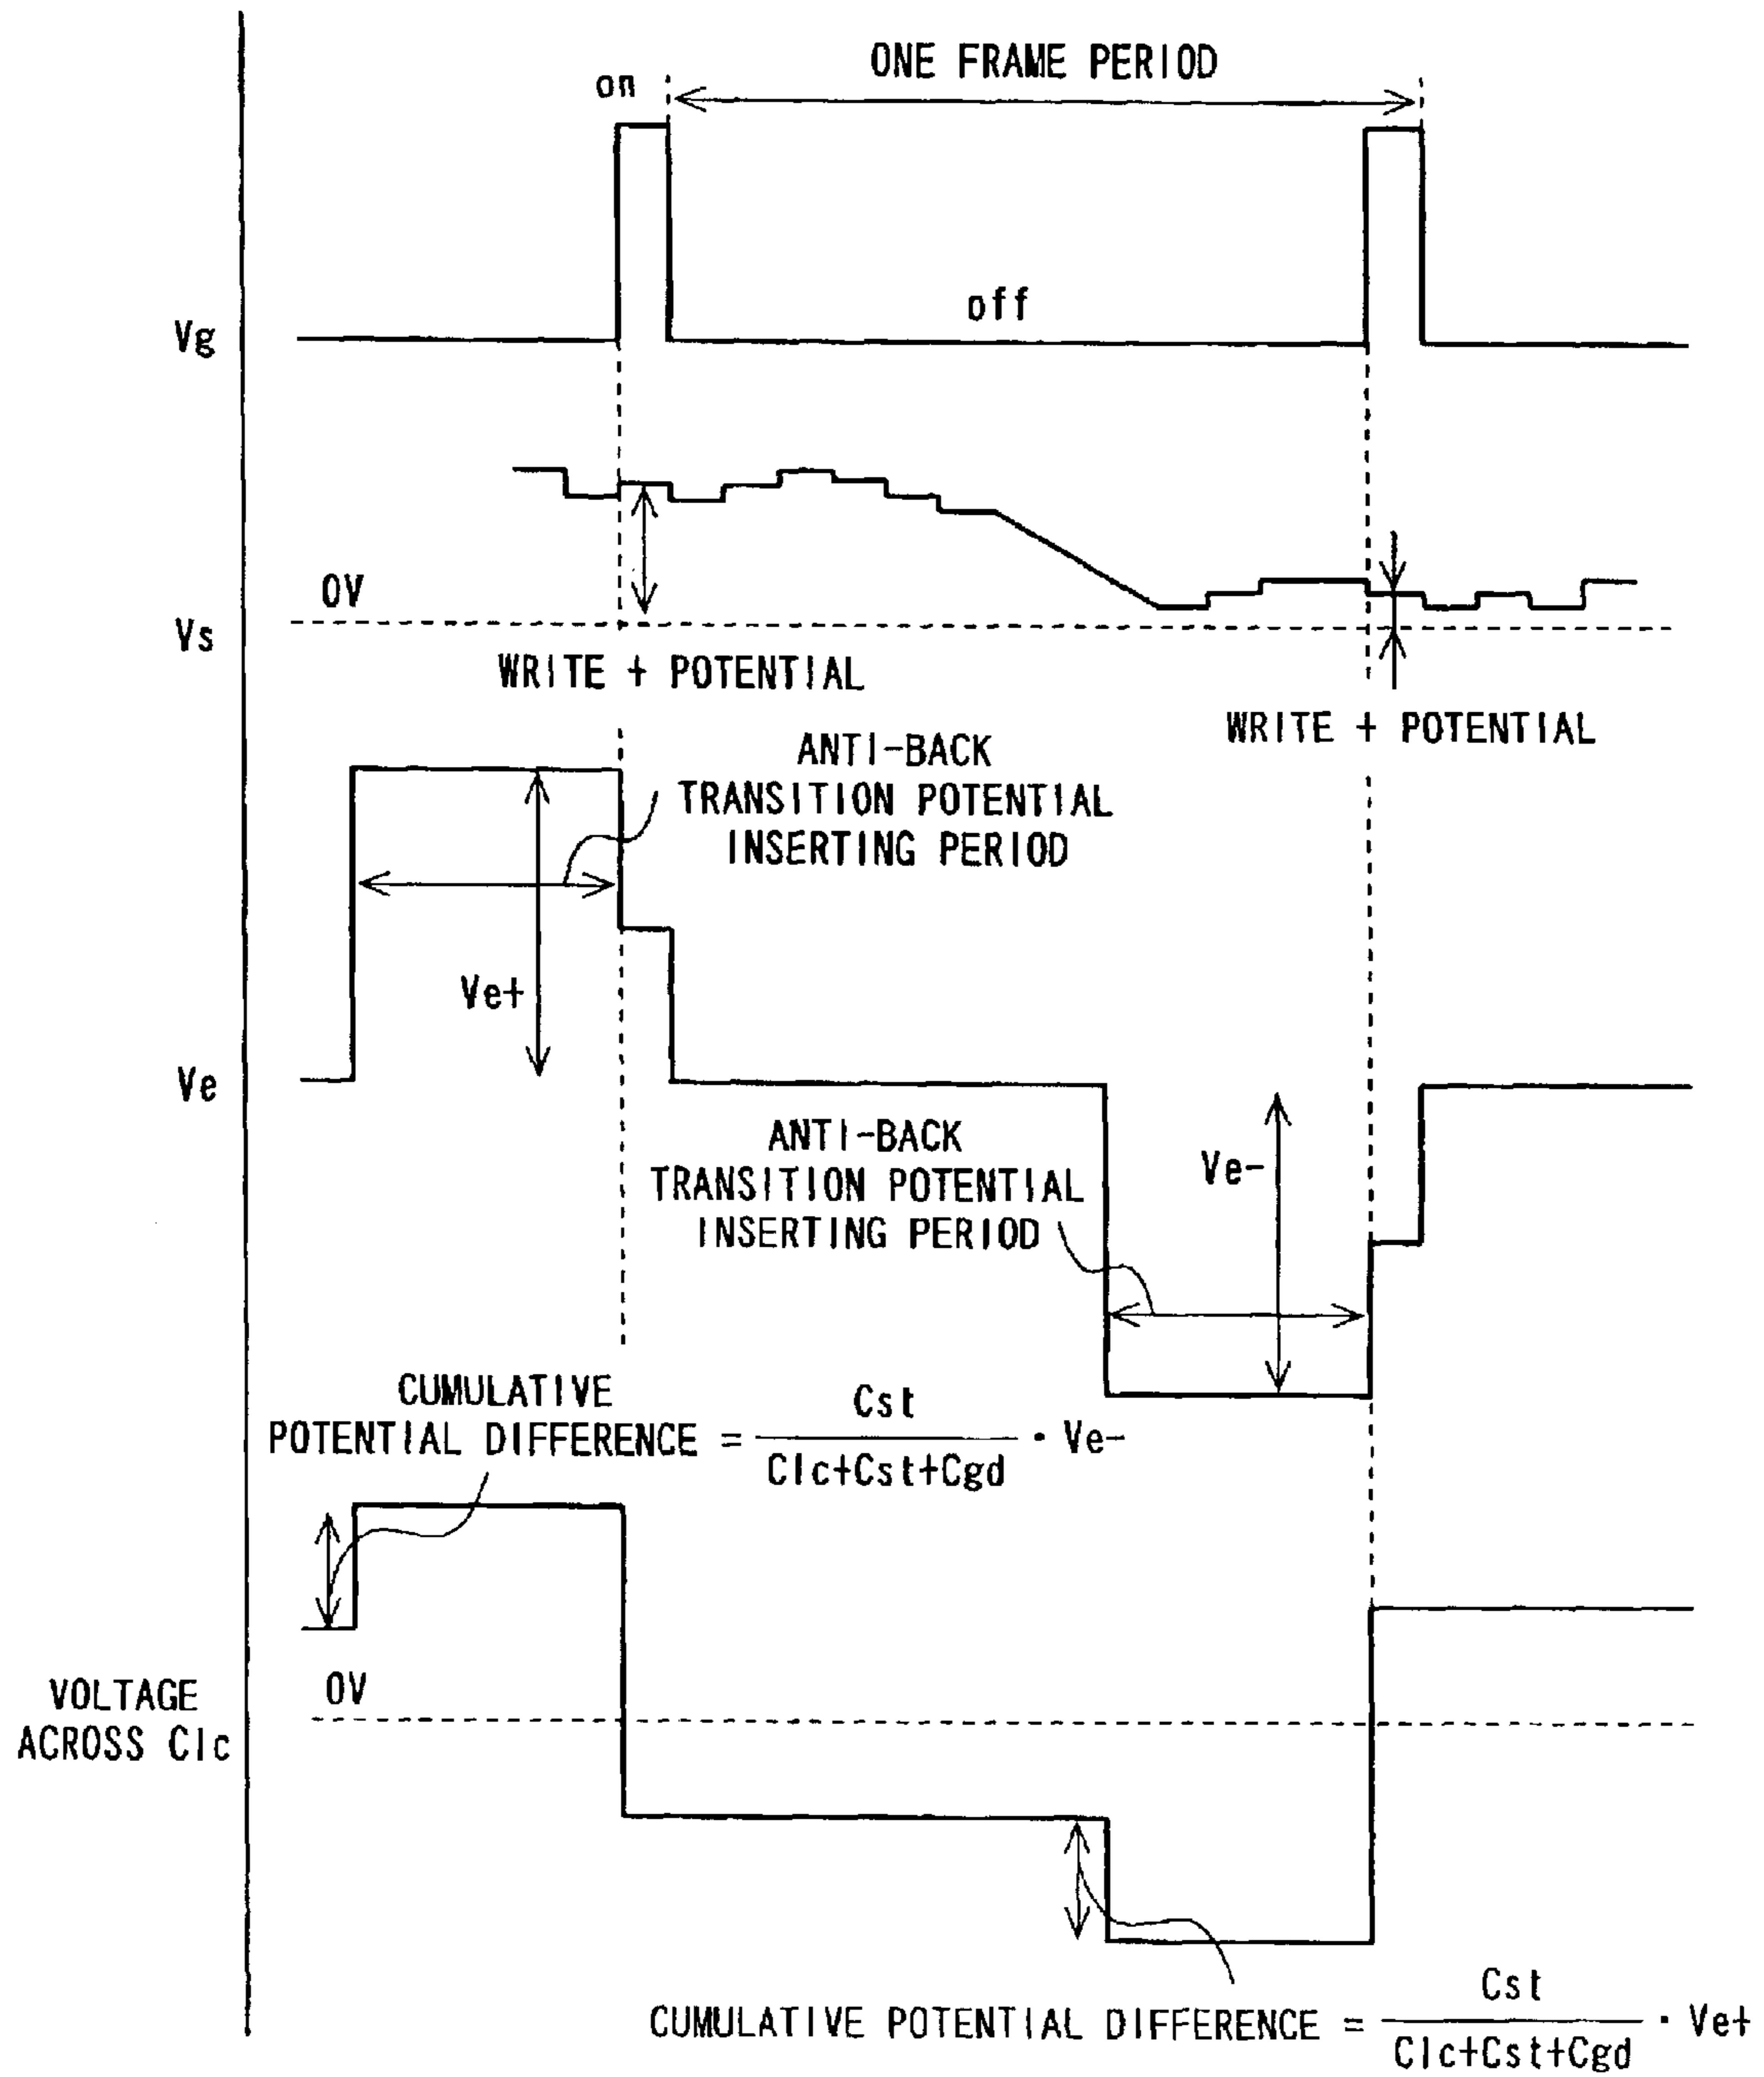 ONE FRAME PERIOD
on
off
Vg
0V
Vs
WRITE + POTENTIAL
WRITE + POTENTIAL
ANTI-BACK
TRANSITION POTENTIAL
INSERTING PERIOD
Ve+
Ve
ANTI-BACK
TRANSITION POTENTIAL
INSERTING PERIOD
Ve-
CUMULATIVE
POTENTIAL DIFFERENCE = Cst / Clc+Cst+Cgd · Ve-
0V
VOLTAGE
ACROSS Clc
CUMULATIVE POTENTIAL DIFFERENCE = Cst / Clc+Cst+Cgd · Ve+